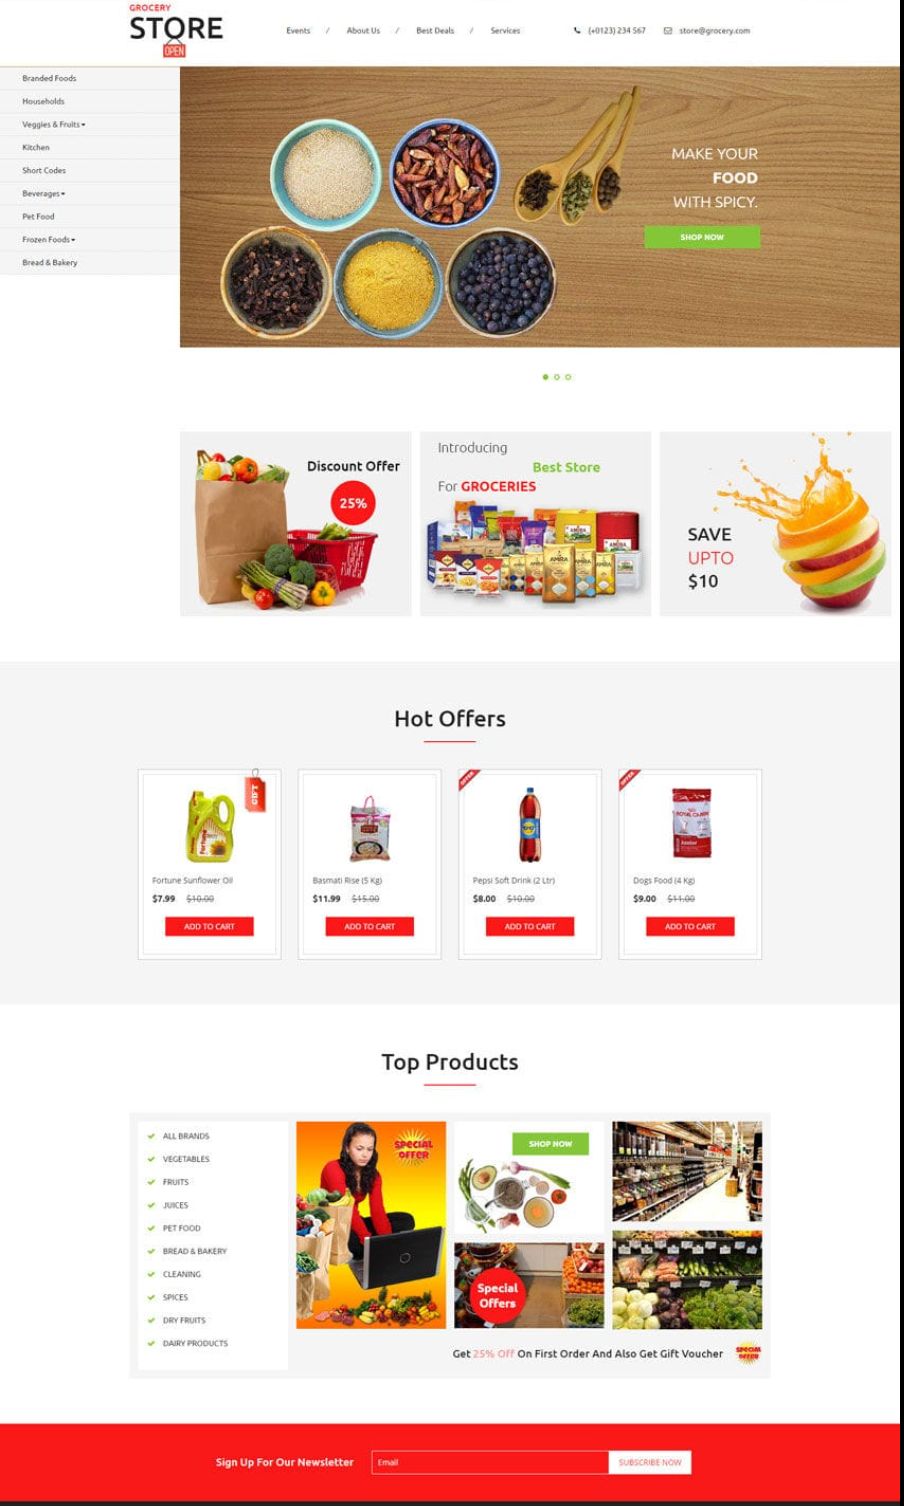 GROCERY
STORE
OPEN
Events / About Us / Best Deals / Services
(+0123) 234 567
store@grocery.com
Branded Foods
Households
Veggies & Fruits
Kitchen
Short Codes
Beverages
Pet Food
Frozen Foods
Bread & Bakery
MAKE YOUR
FOOD
WITH SPICY.
SHOP NOW
Discount Offer
25%
Introducing
Best Store
For GROCERIES
AMIRA
AMIRA
SAVE
UPTO
$10
Hot Offers
GIFT
Fortune
Fortune Sunflower Oil
$7.99 $10.00
ADD TO CART
Basmati Rise (5 Kg)
$11.99 $15.00
ADD TO CART
OFFER
Pepsi Soft Drink (2 Ltr)
$8.00 $10.00
ADD TO CART
OFFER
ROYAL CANIN
Junior
Dogs Food (4 Kg)
$9.00 $11.00
ADD TO CART
Top Products
ALL BRANDS
VEGETABLES
FRUITS
JUICES
PET FOOD
BREAD & BAKERY
CLEANING
SPICES
DRY FRUITS
DAIRY PRODUCTS
SPECIAL
OFFER
SHOP NOW
Special
Offers
Get 25% Off On First Order And Also Get Gift Voucher
SPECIAL
OFFER
Sign Up For Our Newsletter
Email
SUBSCRIBE NOW